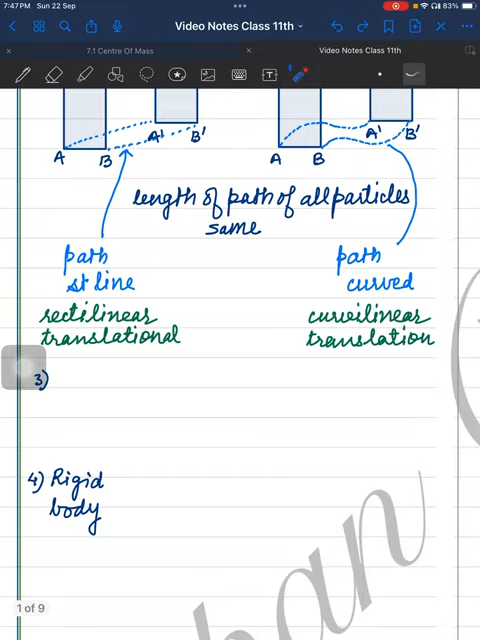 7:47 PM Sun 22 Sep
83%
Video Notes Class 11th
7.1 Centre Of Mass
Video Notes Class 11th
A B A' B' A B A' B'
length of path of all particles
same
path path
st line curved
rectilinear curvilinear
translational translation
3)
4) Rigid
body
1 of 9